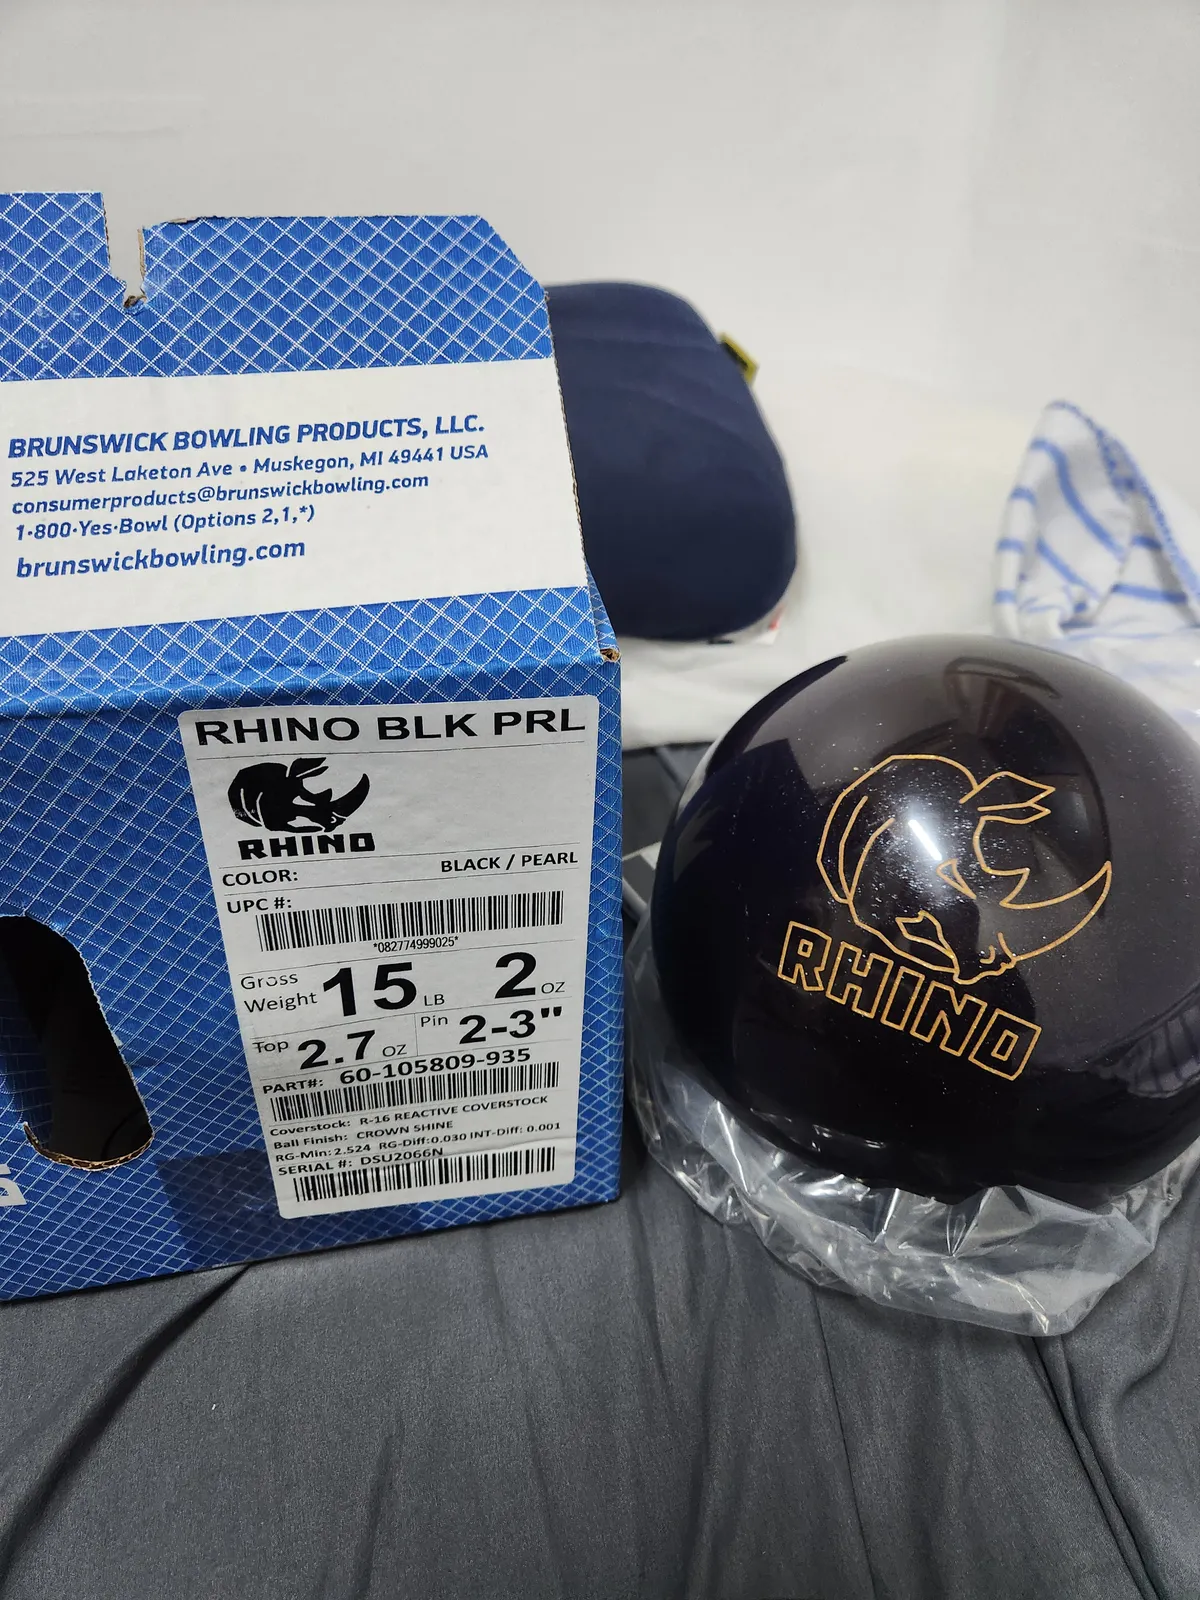 BRUNSWICK BOWLING PRODUCTS, LLC.
525 West Laketon Ave • Muskegon, MI 49441 USA
consumerproducts@brunswickbowling.com
1·800·Yes·Bowl (Options 2,1,*)
brunswickbowling.com
RHINO BLK PRL
RHINO
COLOR: BLACK / PEARL
UPC #:
*082774999025*
Gross Weight 15 LB 2 OZ
Top 2.7 OZ Pin 2-3"
PART#: 60-105809-935
Coverstock: R-16 REACTIVE COVERSTOCK
Ball Finish: CROWN SHINE
RG-Min: 2.524 RG-Diff:0.030 INT-Diff: 0.001
SERIAL #: DSU2066N
RHINO